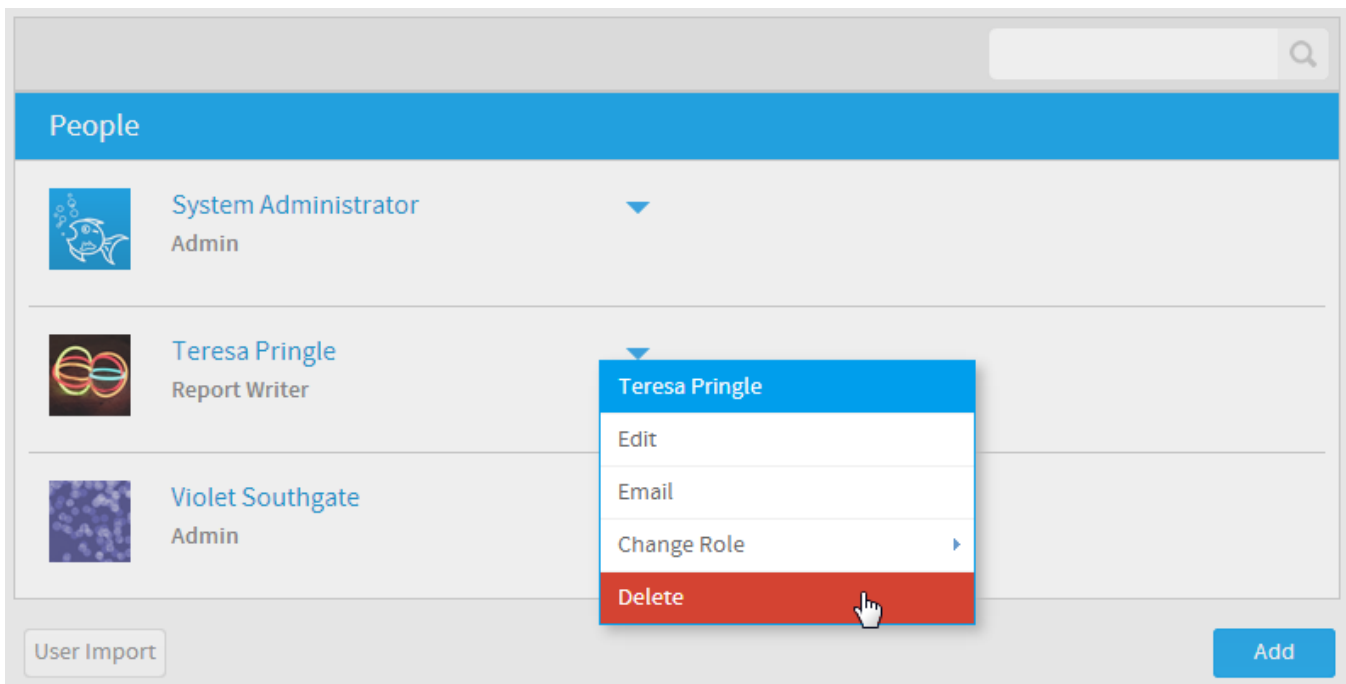 People
System Administrator
Admin
Teresa Pringle
Report Writer
Teresa Pringle
Edit
Email
Change Role
Delete
Violet Southgate
Admin
User Import
Add